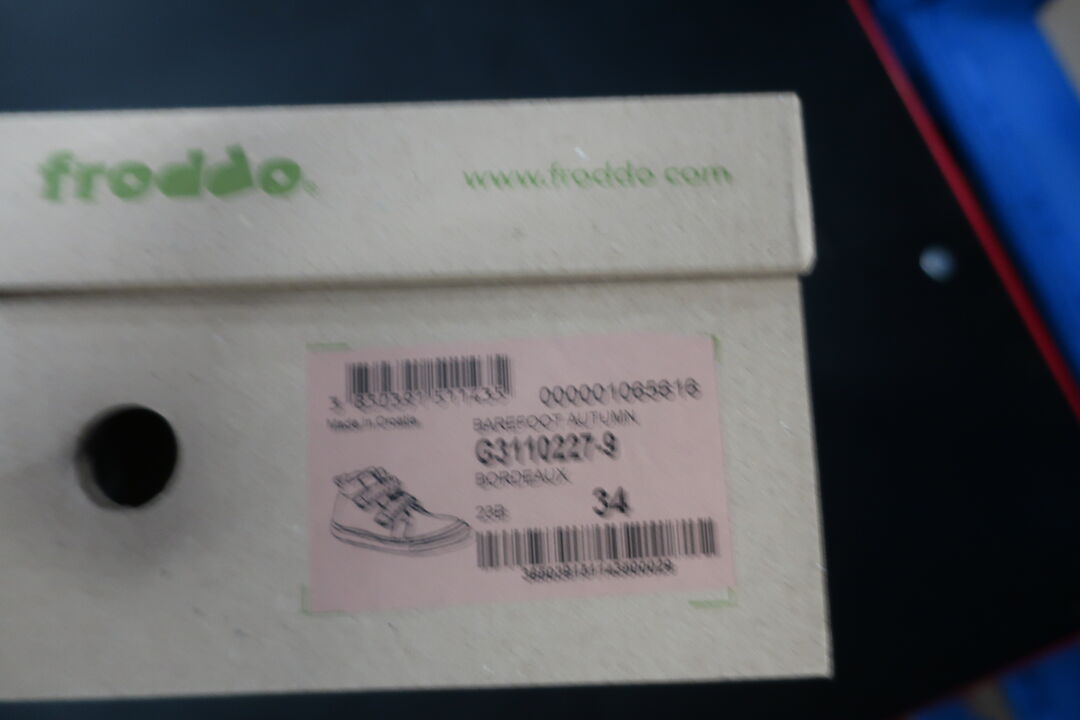 froddo
www.froddo.com
000001065616
Made in Croatia,
BAREFOOT AUTUMN,
G3110227-9
BORDEAUX
34